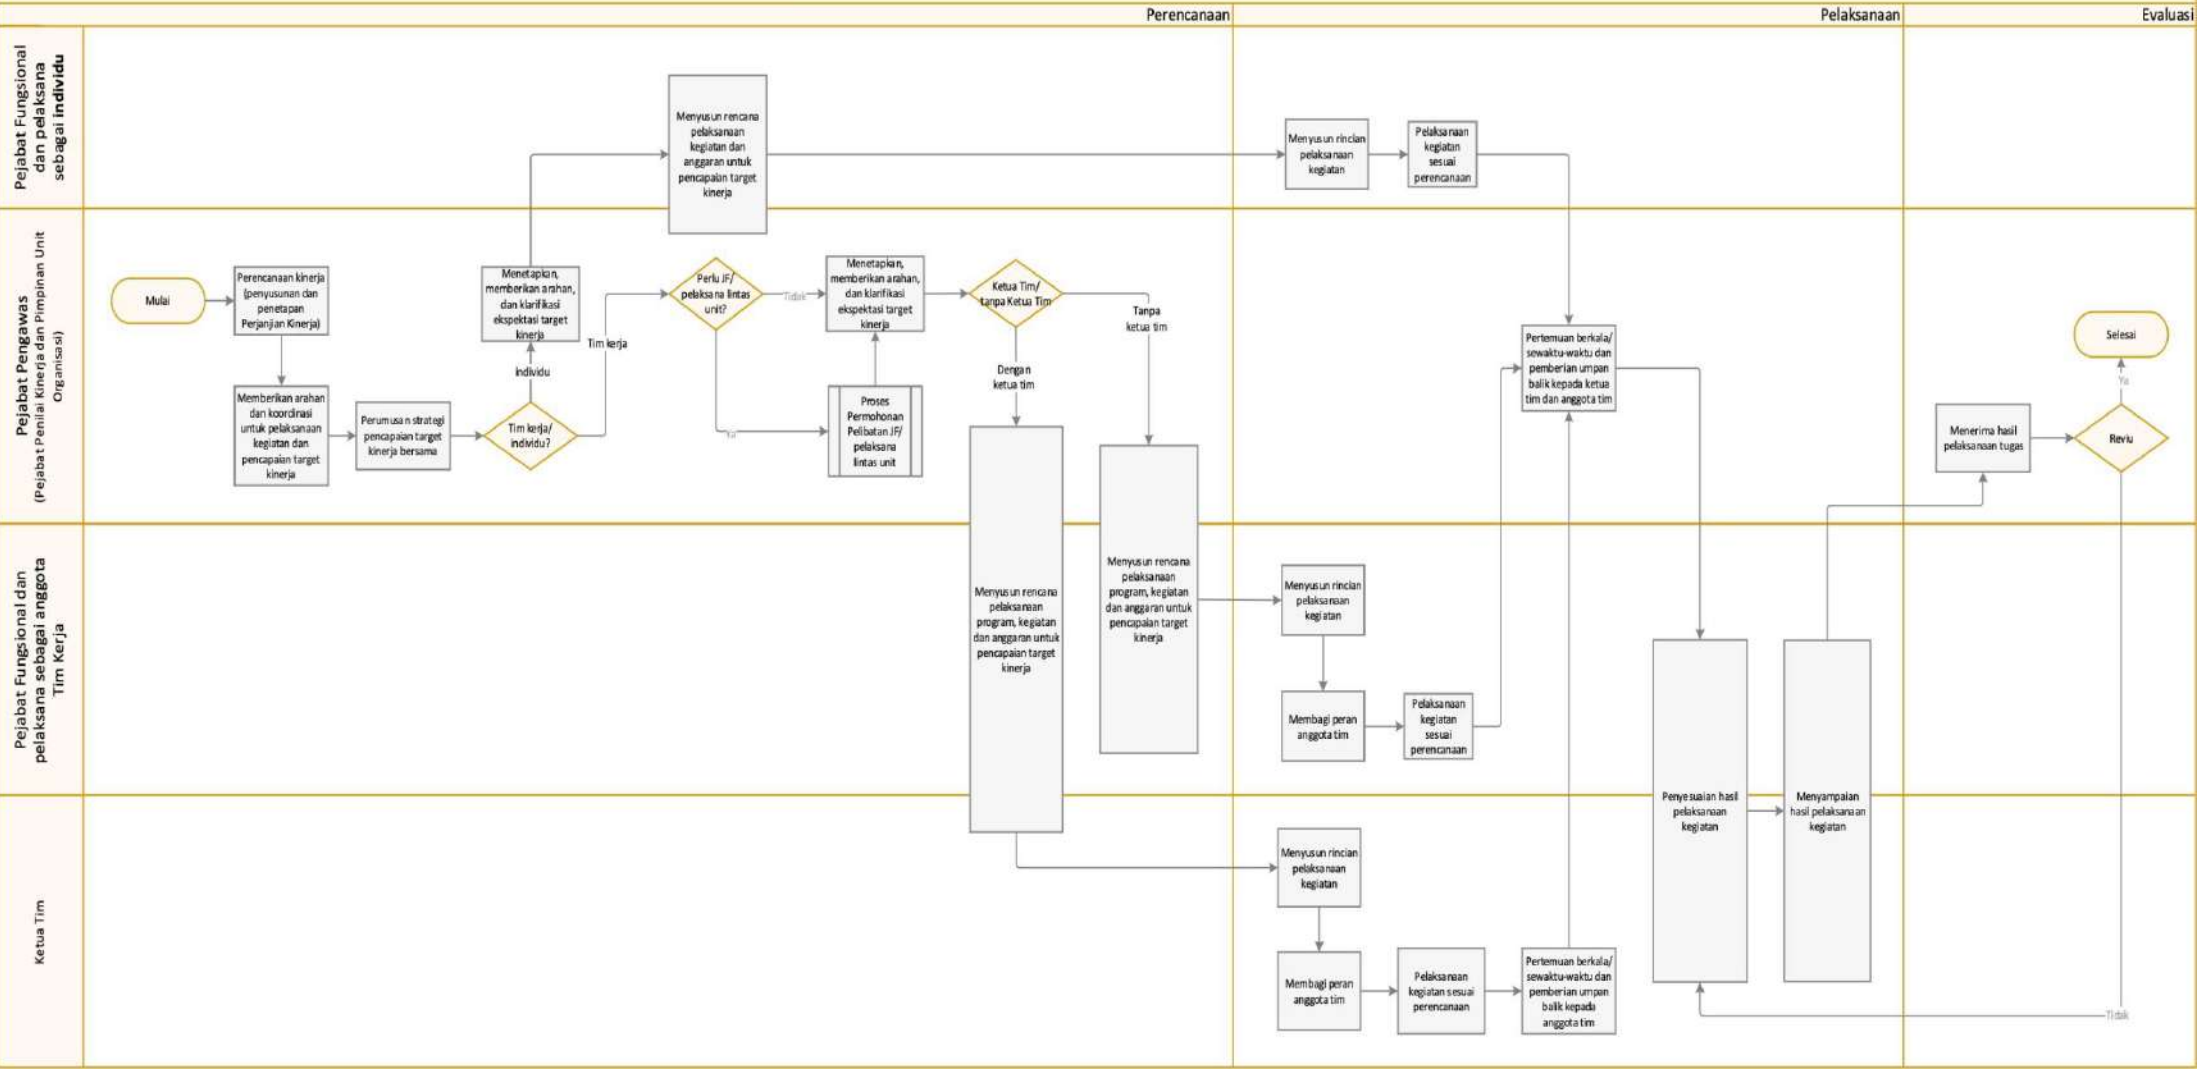 Perencanaan
Pelaksanaan
Evaluasi
Pejabat Fungsional
dan pelaksana
sebagai individu
Menyusun rencana
pelaksanaan
kegiatan dan
anggaran untuk
pencapaian target
kinerja
Menyusun rincian
pelaksanaan
kegiatan
Pelaksanaan
kegiatan
sesuai
perencanaan
Pejabat Pengawas
(Pejabat Penilai Kinerja dan Pimpinan Unit
Organisasi)
Mulai
Perencanaan kinerja
(penyusunan dan
penetapan
Perjanjian Kinerja)
Memberikan arahan
dan koordinasi
untuk pelaksanaan
kegiatan dan
pencapaian target
kinerja
Perumusan strategi
pencapaian target
kinerja bersama
Tim kerja/
individu?
individu
Menetapkan,
memberikan arahan,
dan klarifikasi
ekspektasi target
kinerja
Tim kerja
Perlu JF/
pelaksana lintas
unit?
Tidak
Ya
Proses
Permohonan
Pelibatan JF/
pelaksana
lintas unit
Menetapkan,
memberikan arahan,
dan klarifikasi
ekspektasi target
kinerja
Ketua Tim/
tanpa Ketua Tim
Dengan
ketua tim
Tanpa
ketua tim
Pertemuan berkala/
sewaktu-waktu dan
pemberian umpan
balik kepada ketua
tim dan anggota tim
Menerima hasil
pelaksanaan tugas
Reviu
Ya
Selesai
Pejabat Fungsional dan
pelaksana sebagai anggota
Tim Kerja
Menyusun rencana
pelaksanaan
program, kegiatan
dan anggaran untuk
pencapaian target
kinerja
Menyusun rencana
pelaksanaan
program, kegiatan
dan anggaran untuk
pencapaian target
kinerja
Menyusun rincian
pelaksanaan
kegiatan
Membagi peran
anggota tim
Pelaksanaan
kegiatan
sesuai
perencanaan
Penyesuaian hasil
pelaksanaan
kegiatan
Menyampaian
hasil pelaksanaan
kegiatan
Ketua Tim
Menyusun rincian
pelaksanaan
kegiatan
Membagi peran
anggota tim
Pelaksanaan
kegiatan sesuai
perencanaan
Pertemuan berkala/
sewaktu-waktu dan
pemberian umpan
balik kepada
anggota tim
Tidak